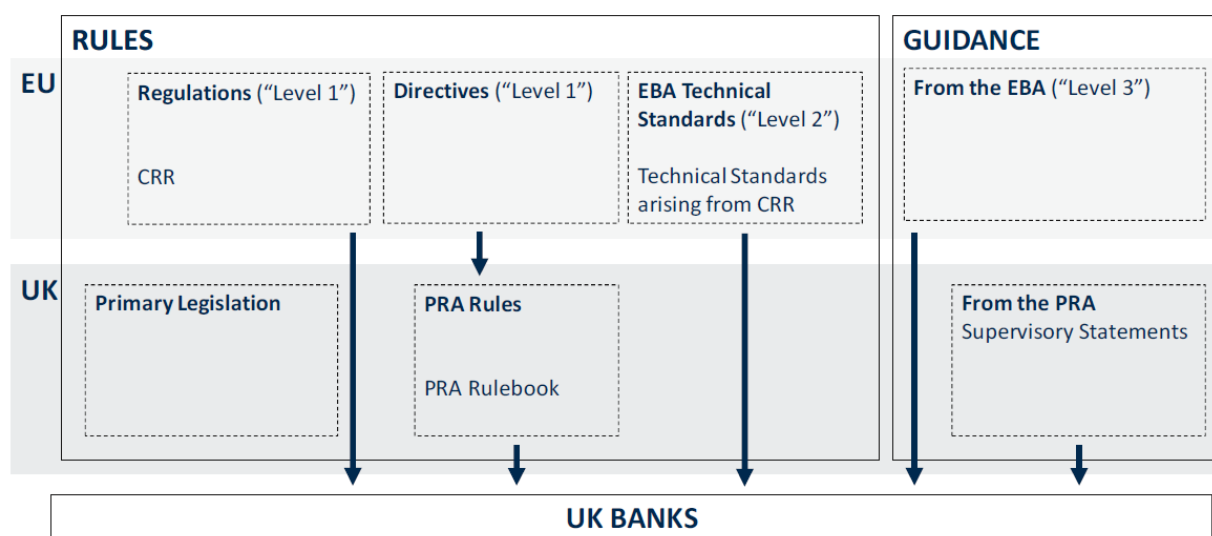 RULES
GUIDANCE
EU
Regulations (“Level 1”)
CRR
Directives (“Level 1”)
EBA Technical
Standards (“Level 2”)
Technical Standards
arising from CRR
From the EBA (“Level 3”)
UK
Primary Legislation
PRA Rules
PRA Rulebook
From the PRA
Supervisory Statements
UK BANKS